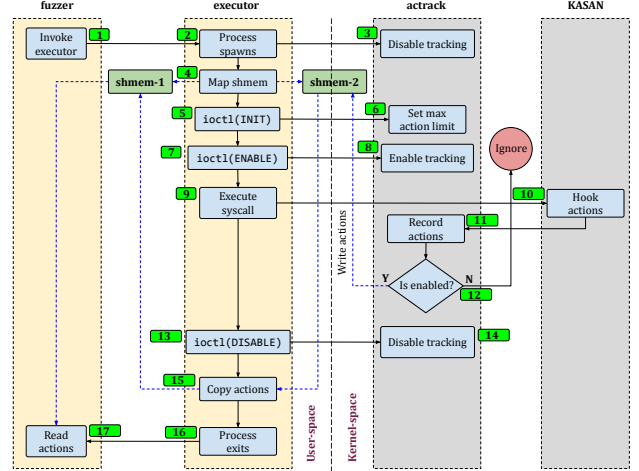 fuzzer
executor
actrack
KASAN
Invoke
executor
1
2
Process
spawns
3
Disable tracking
shmem-1
4
Map shmem
shmem-2
5
ioctl(INIT)
6
Set max
action limit
7
ioctl(ENABLE)
8
Enable tracking
Ignore
9
Execute
syscall
10
Hook
actions
11
Record
actions
Write actions
Y
Is enabled?
N
12
13
ioctl(DISABLE)
Disable tracking
14
15
Copy actions
User-space
Kernel-space
Read
actions
17
16
Process
exits